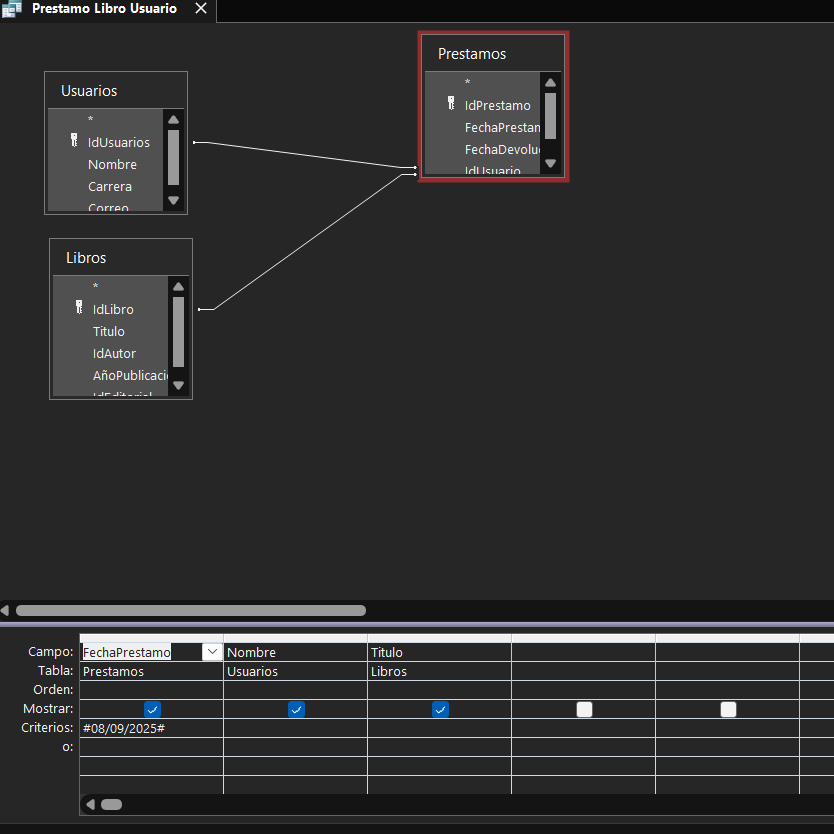 Prestamo Libro Usuario
Prestamos
*
IdPrestamo
FechaPrestam
FechaDevolu
IdUsuario
Usuarios
*
IdUsuarios
Nombre
Carrera
Correo
Libros
*
IdLibro
Titulo
IdAutor
AñoPublicaci
IdEditorial
Campo: FechaPrestamo Nombre Titulo
Tabla: Prestamos Usuarios Libros
Orden:
Mostrar:
Criterios: #08/09/2025#
o: